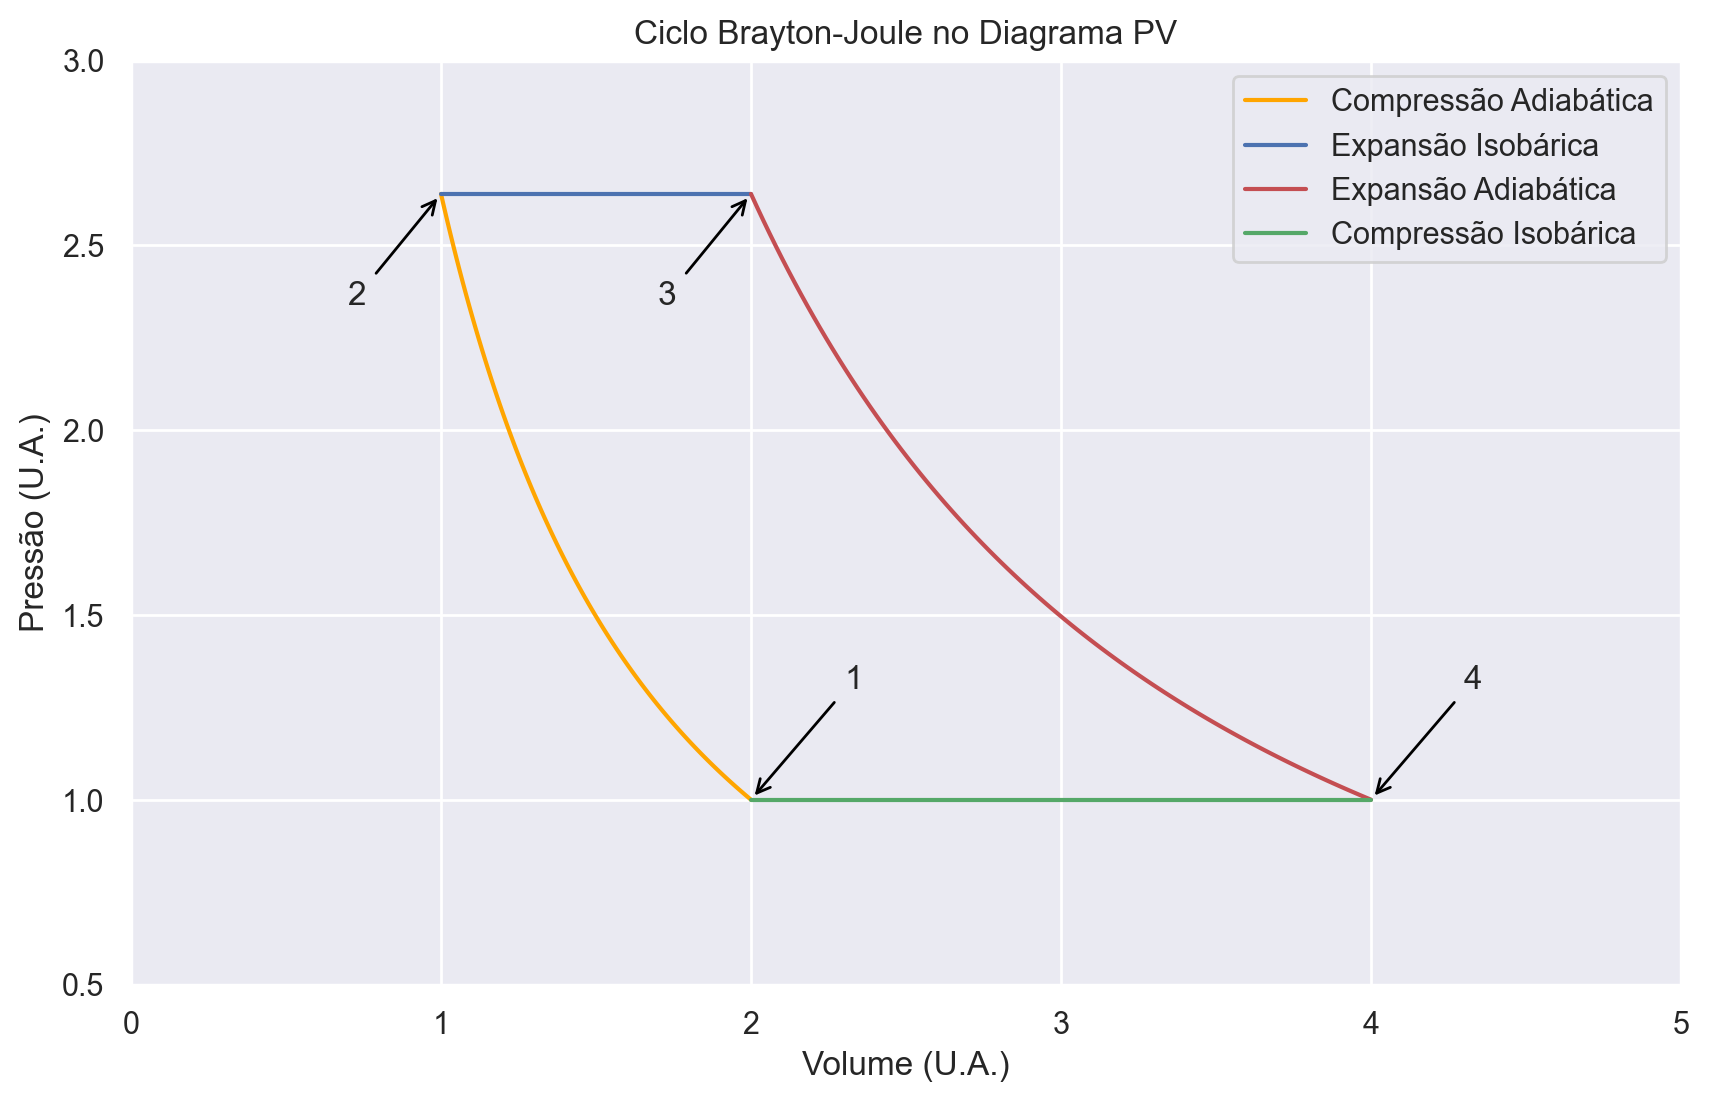 Ciclo Brayton-Joule no Diagrama PV
Compressão Adiabática
Expansão Isobárica
Expansão Adiabática
Compressão Isobárica
3.0
2.5
2.0
1.5
1.0
0.5
Pressão (U.A.)
2
3
1
4
0
1
2
3
4
5
Volume (U.A.)